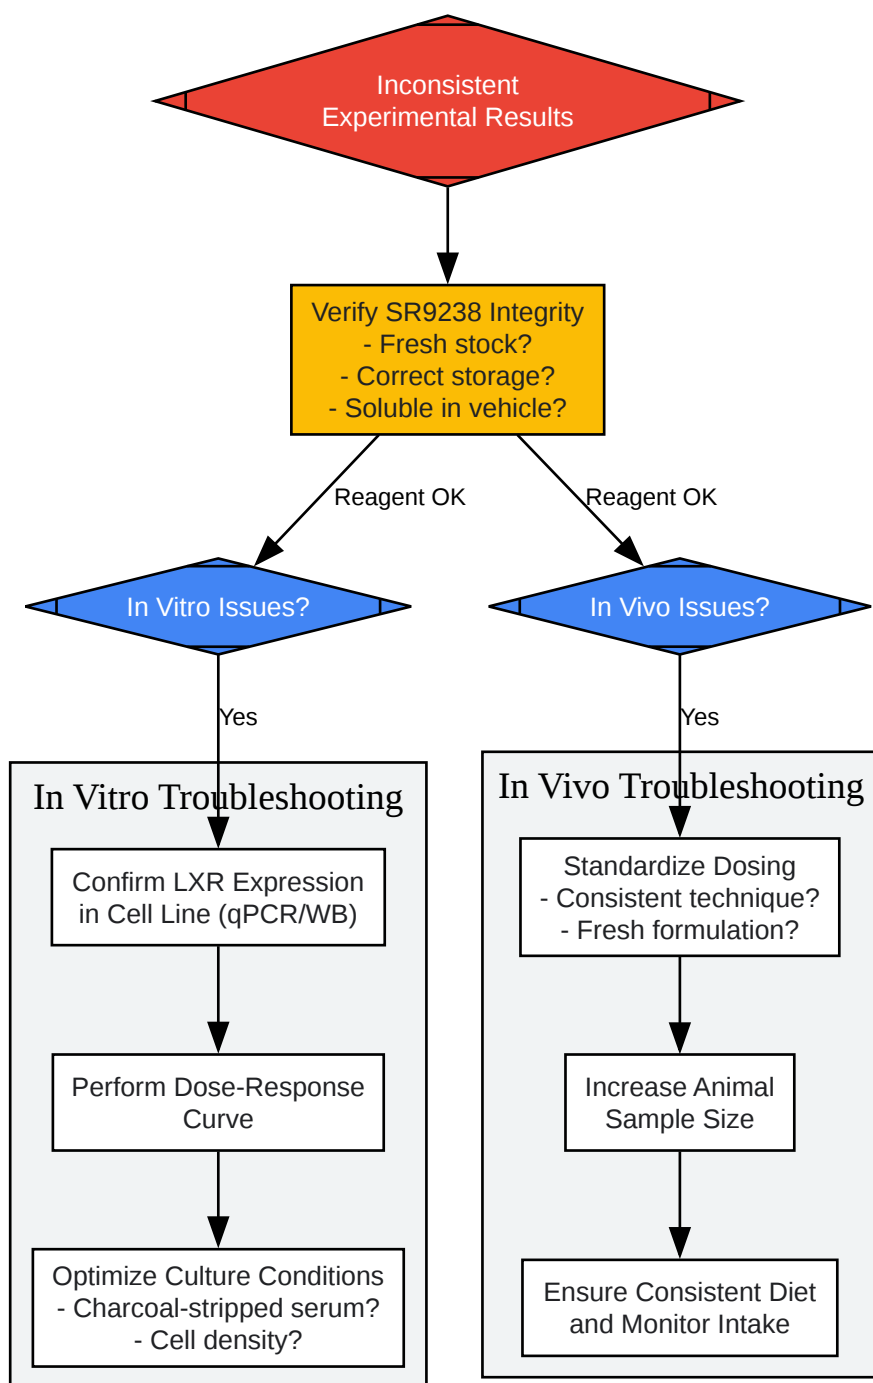 Inconsistent
Experimental Results
Verify SR9238 Integrity
- Fresh stock?
- Correct storage?
- Soluble in vehicle?
Reagent OK
Reagent OK
In Vitro Issues?
In Vivo Issues?
Yes
Yes
In Vitro Troubleshooting
Confirm LXR Expression
in Cell Line (qPCR/WB)
Perform Dose-Response
Curve
Optimize Culture Conditions
- Charcoal-stripped serum?
- Cell density?
In Vivo Troubleshooting
Standardize Dosing
- Consistent technique?
- Fresh formulation?
Increase Animal
Sample Size
Ensure Consistent Diet
and Monitor Intake